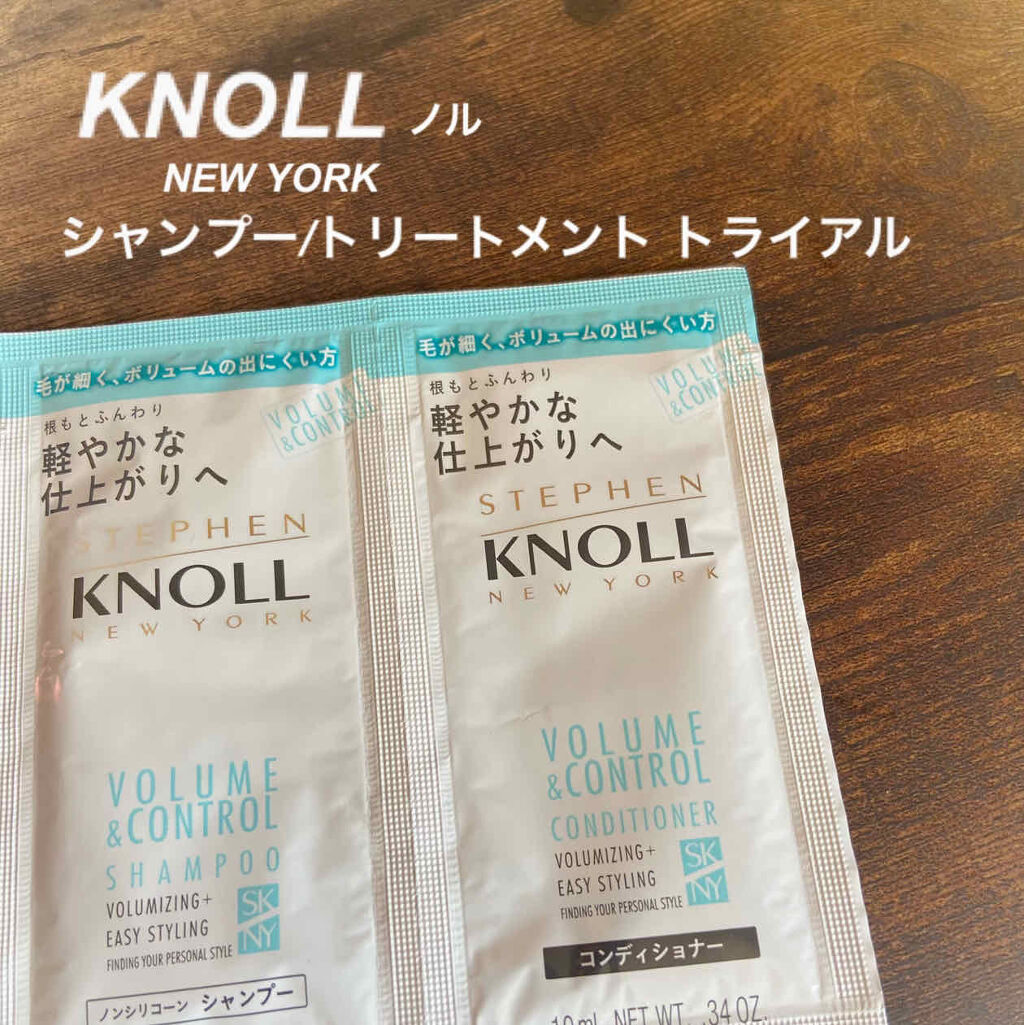 KNOLL ノル
NEW YORK
シャンプー/トリートメント トライアル
毛が細く、ボリュームの出にくい方
根もとふんわり
軽やかな
仕上がりへ
VOLUME
&CONTROL
STEPHEN
KNOLL
NEW YORK
VOLUME
&CONTROL
SHAMPOO
VOLUMIZING+
EASY STYLING
FINDING YOUR PERSONAL STYLE
SK
NY
ノンシリコーン シャンプー
毛が細く、ボリュームの出にくい方
根もとふんわり
軽やかな
仕上がりへ
VOLUME
STEPHEN
KNOLL
NEW YORK
VOLUME
&CONTROL
CONDITIONER
VOLUMIZING+
EASY STYLING
FINDING YOUR PERSONAL STYLE
SK
NY
コンディショナー
10mL NET WT. .34 OZ.